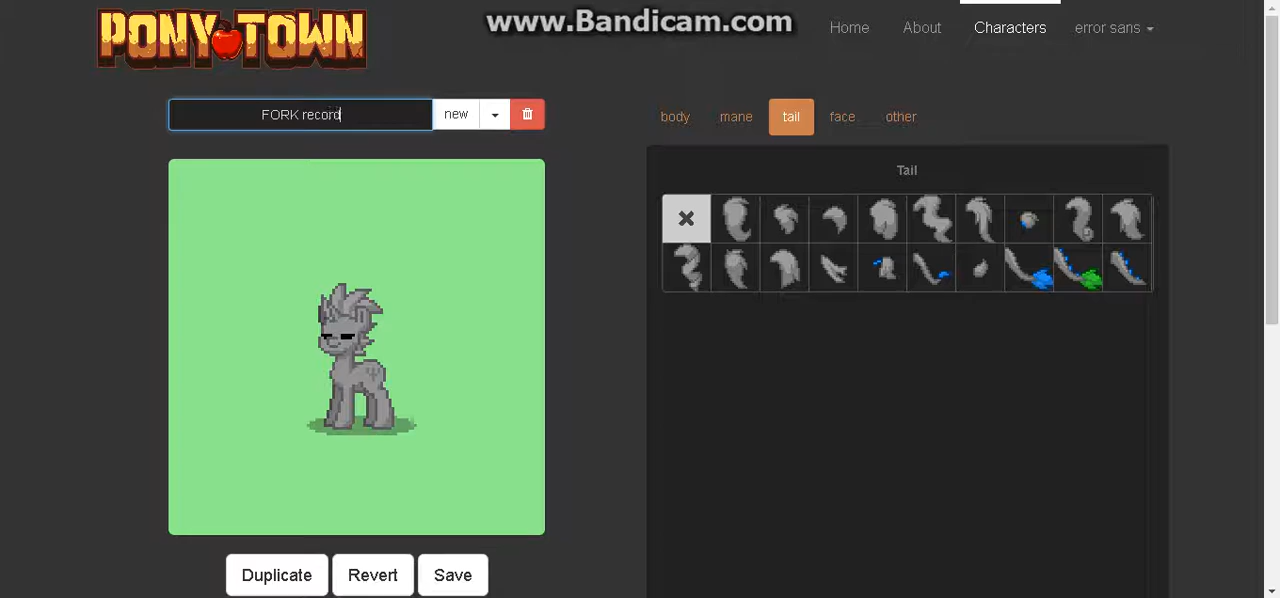 PONY TOWN
www.Bandicam.com
Home About Characters error sans
FORK record new
body mane tail face other
Tail
Duplicate Revert Save